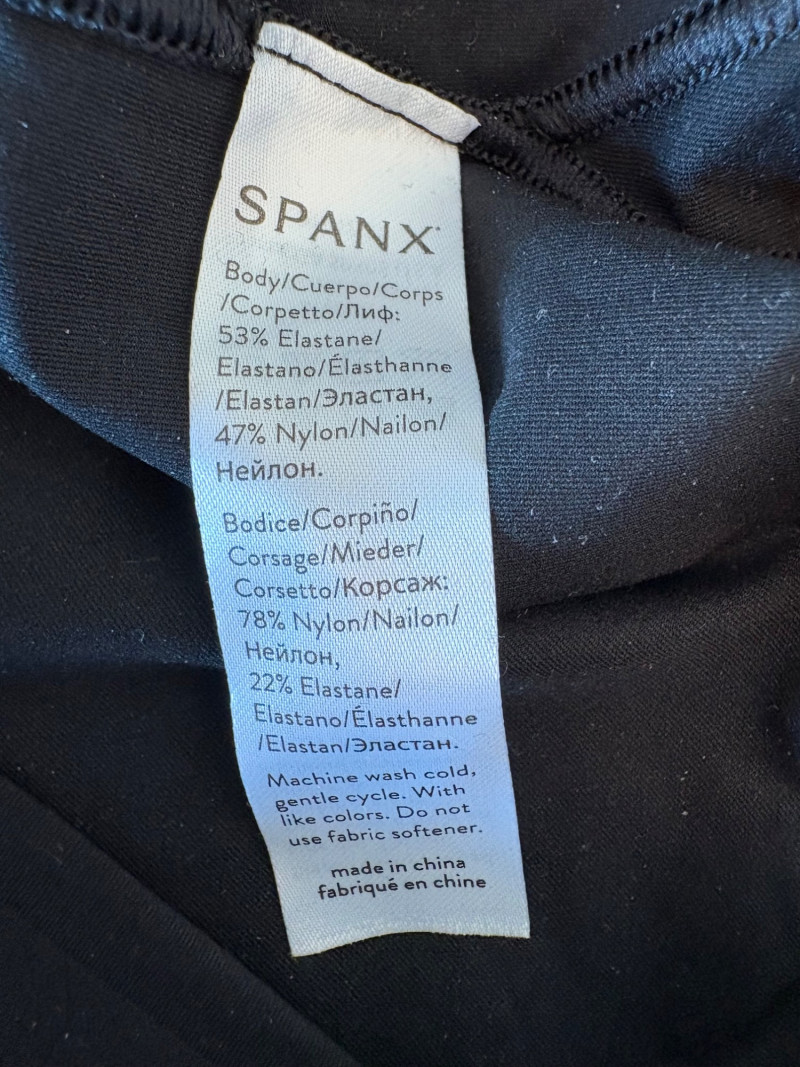 SPANX
Body/Cuerpo/Corps
/Corpetto/Лиф:
53% Elastane/
Elastano/Élasthanne
/Elastan/Эластан,
47% Nylon/Nailon/
Нейлон.
Bodice/Corpiño/
Corsage/Mieder/
Corsetto/Корсаж:
78% Nylon/Nailon/
Нейлон,
22% Elastane/
Elastano/Élasthanne
/Elastan/Эластан.
Machine wash cold,
gentle cycle. With
like colors. Do not
use fabric softener.
made in china
fabriqué en chine